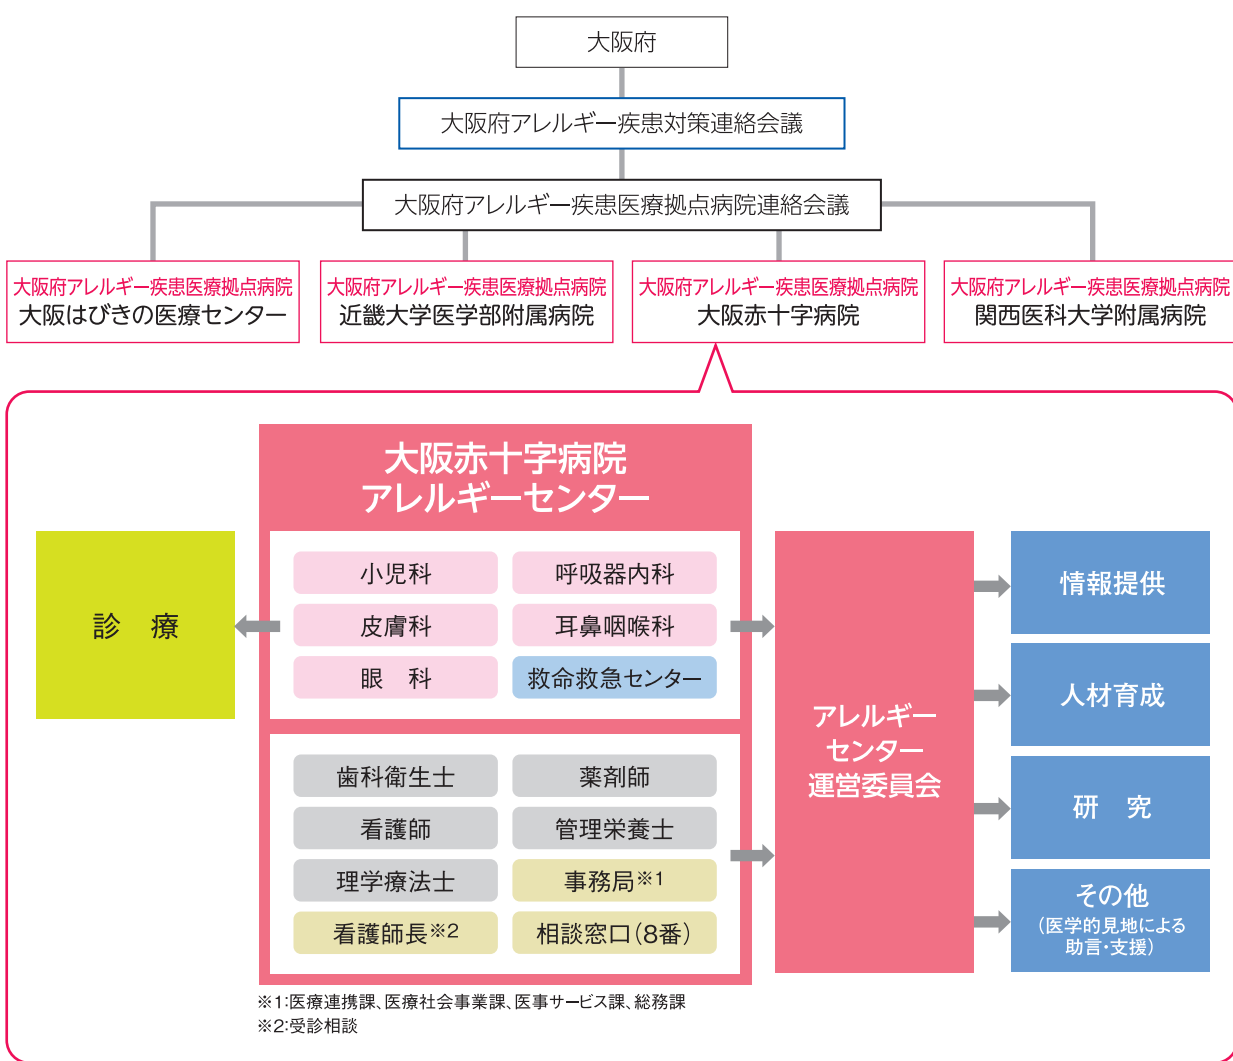 大阪府
大阪府アレルギー疾患対策連絡会議
大阪府アレルギー疾患医療拠点病院連絡会議
大阪府アレルギー疾患医療拠点病院
大阪はびきの医療センター
大阪府アレルギー疾患医療拠点病院
近畿大学医学部附属病院
大阪府アレルギー疾患医療拠点病院
大阪赤十字病院
大阪府アレルギー疾患医療拠点病院
関西医科大学附属病院
大阪赤十字病院
アレルギーセンター
診　療
小児科
呼吸器内科
皮膚科
耳鼻咽喉科
眼　科
救命救急センター
歯科衛生士
薬剤師
看護師
管理栄養士
理学療法士
事務局※1
看護師長※2
相談窓口（8番）
アレルギー
センター
運営委員会
情報提供
人材育成
研　究
その他
（医学的見地による
助言・支援）
※1：医療連携課、医療社会事業課、医事サービス課、総務課
※2：受診相談